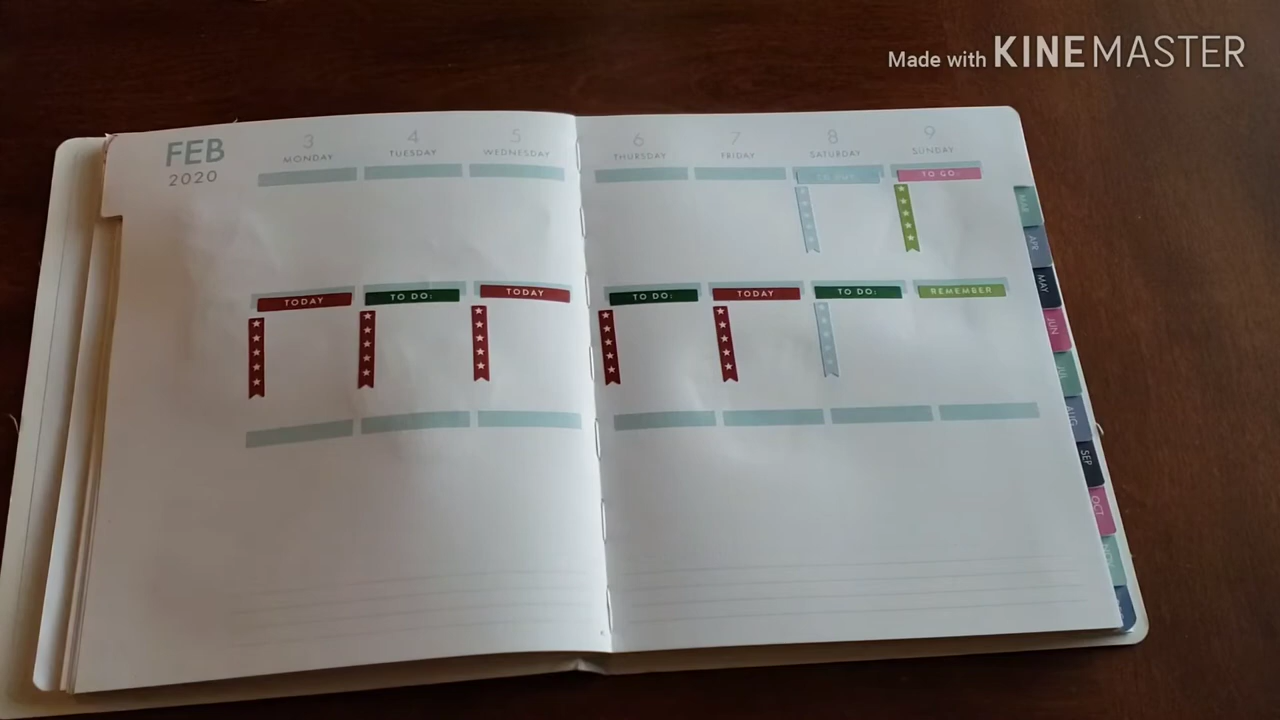 Made with KINEMASTER
FEB
2020
3
MONDAY
4
TUESDAY
5
WEDNESDAY
6
THURSDAY
7
FRIDAY
8
SATURDAY
9
SUNDAY
TO GO:
TODAY
TO DO:
TODAY
TO DO:
TODAY
TO DO:
REMEMBER
MAR
APR
MAY
JUN
JUL
AUG
SEP
OCT
NOV